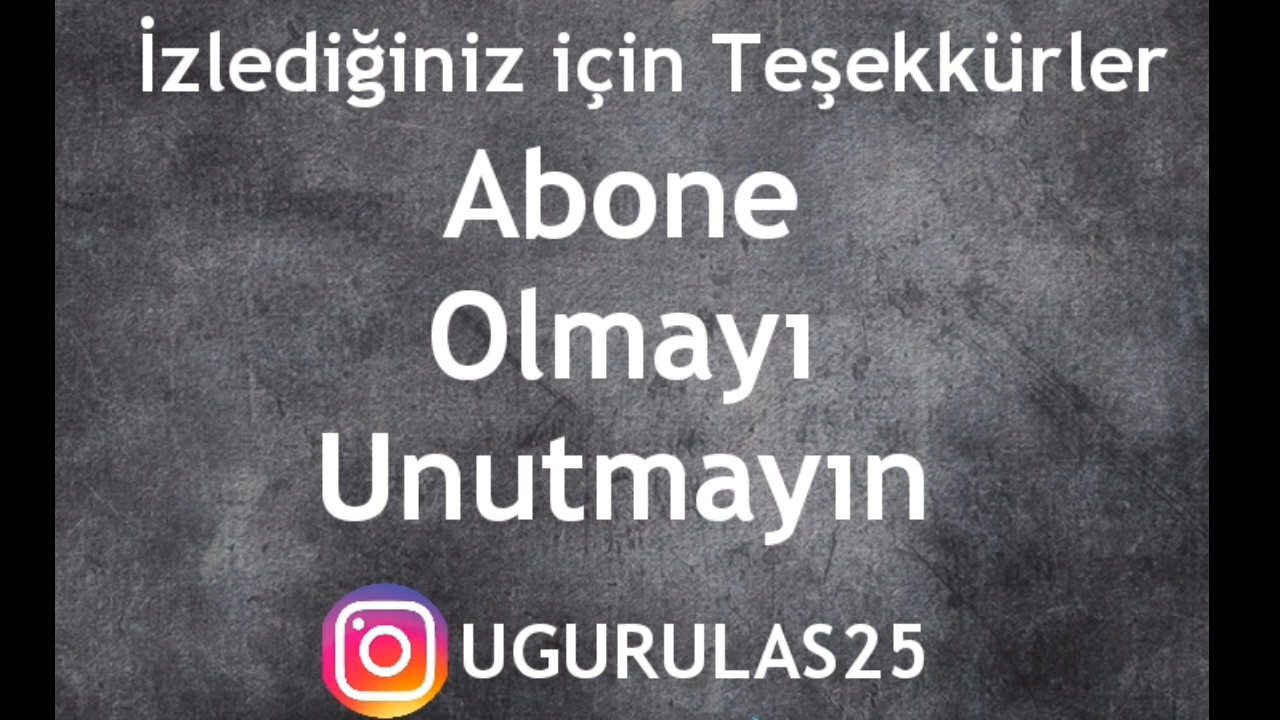 İzlediğiniz için Teşekkürler
Abone
Olmayı
Unutmayın
UGURULAS25